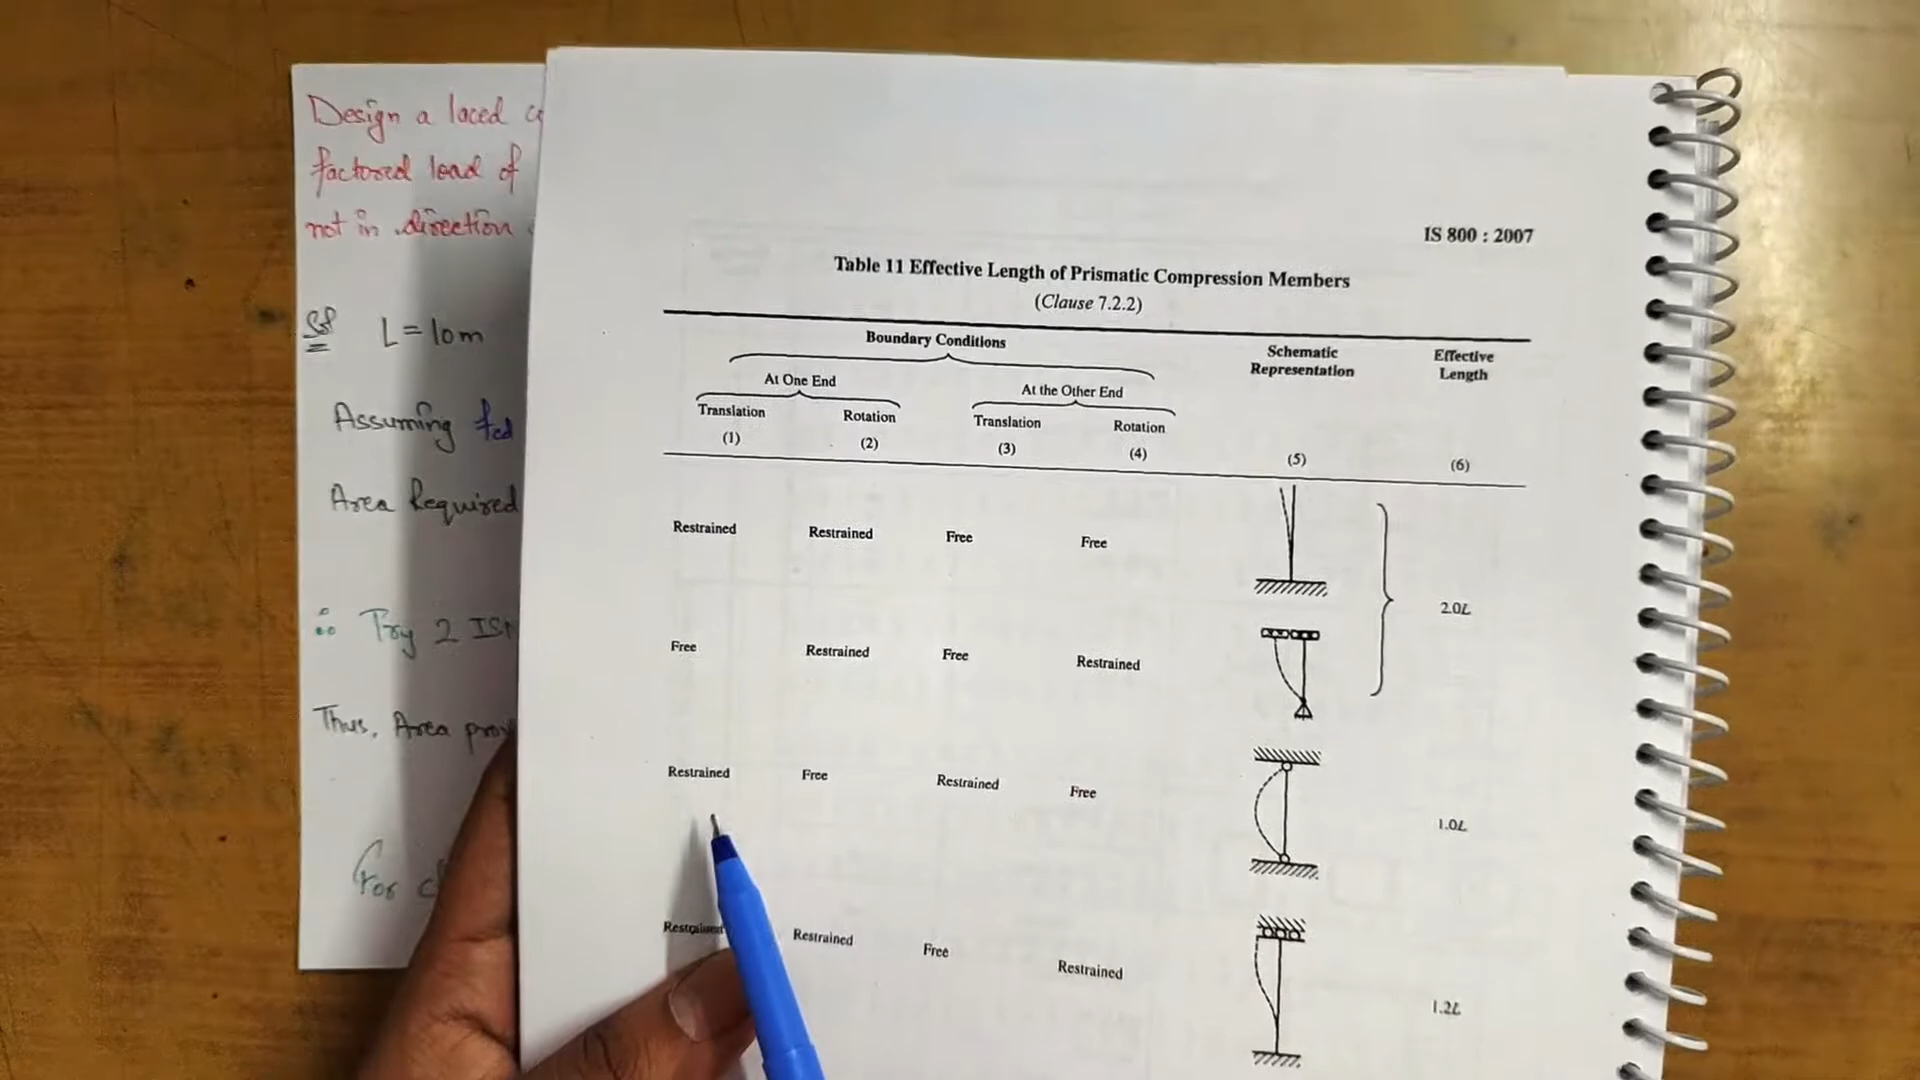 Design a laced
factored load of
not in direction
Sol L = 10m
Assuming fcd
Area Required
∴ Try 2 ISM
Thus, Area prov
For c
IS 800 : 2007
Table 11 Effective Length of Prismatic Compression Members
(Clause 7.2.2)
Boundary Conditions Schematic Representation Effective Length
At One End At the Other End
Translation Rotation Translation Rotation
(1) (2) (3) (4) (5) (6)
Restrained Restrained Free Free
2.0L
Free Restrained Free Restrained
Restrained Free Restrained Free 1.0L
Restrained Restrained Free Restrained 1.2L